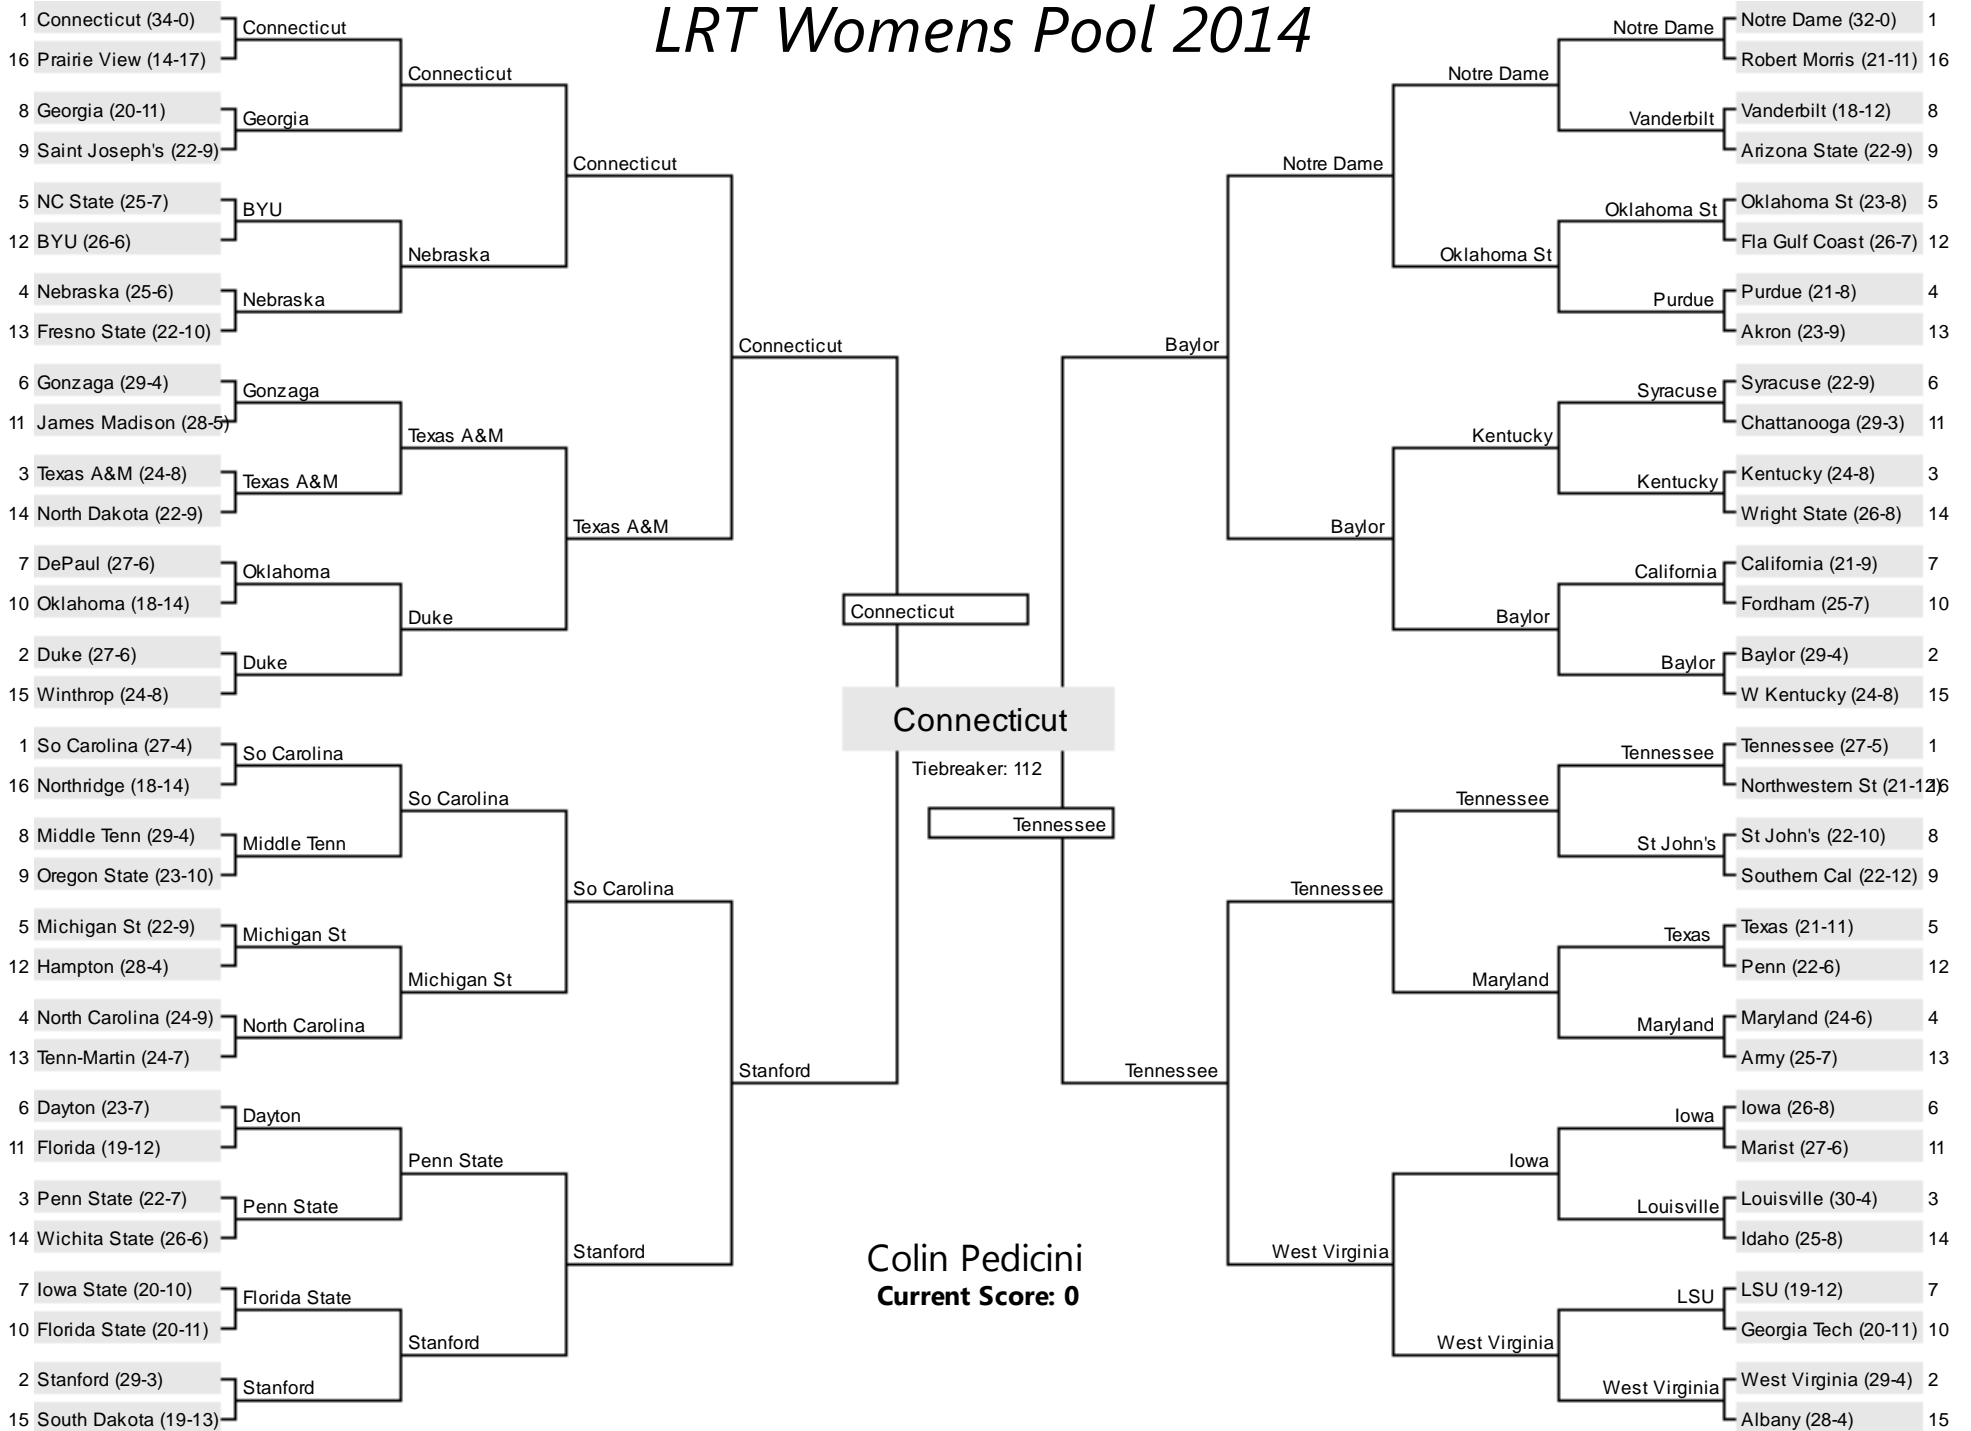 LRT Womens Pool 2014
1 Connecticut (34-0)
16 Prairie View (14-17)
8 Georgia (20-11)
9 Saint Joseph's (22-9)
5 NC State (25-7)
12 BYU (26-6)
4 Nebraska (25-6)
13 Fresno State (22-10)
6 Gonzaga (29-4)
11 James Madison (28-5)
3 Texas A&M (24-8)
14 North Dakota (22-9)
7 DePaul (27-6)
10 Oklahoma (18-14)
2 Duke (27-6)
15 Winthrop (24-8)
1 So Carolina (27-4)
16 Northridge (18-14)
8 Middle Tenn (29-4)
9 Oregon State (23-10)
5 Michigan St (22-9)
12 Hampton (28-4)
4 North Carolina (24-9)
13 Tenn-Martin (24-7)
6 Dayton (23-7)
11 Florida (19-12)
3 Penn State (22-7)
14 Wichita State (26-6)
7 Iowa State (20-10)
10 Florida State (20-11)
2 Stanford (29-3)
15 South Dakota (19-13)
Connecticut
Georgia
BYU
Nebraska
Gonzaga
Texas A&M
Oklahoma
Duke
So Carolina
Middle Tenn
Michigan St
North Carolina
Dayton
Penn State
Florida State
Stanford
Connecticut
Nebraska
Texas A&M
Duke
So Carolina
Michigan St
Penn State
Stanford
Connecticut
Texas A&M
So Carolina
Stanford
Connecticut
Stanford
Connecticut
Connecticut
Tiebreaker: 112
Tennessee
Colin Pedicini
Current Score: 0
Baylor
Tennessee
Notre Dame
Baylor
Tennessee
West Virginia
Notre Dame
Oklahoma St
Kentucky
Baylor
Tennessee
Maryland
Iowa
West Virginia
Notre Dame
Vanderbilt
Oklahoma St
Purdue
Syracuse
Kentucky
California
Baylor
Tennessee
St John's
Texas
Maryland
Iowa
Louisville
LSU
West Virginia
Notre Dame (32-0) 1
Robert Morris (21-11) 16
Vanderbilt (18-12) 8
Arizona State (22-9) 9
Oklahoma St (23-8) 5
Fla Gulf Coast (26-7) 12
Purdue (21-8) 4
Akron (23-9) 13
Syracuse (22-9) 6
Chattanooga (29-3) 11
Kentucky (24-8) 3
Wright State (26-8) 14
California (21-9) 7
Fordham (25-7) 10
Baylor (29-4) 2
W Kentucky (24-8) 15
Tennessee (27-5) 1
Northwestern St (21-12) 16
St John's (22-10) 8
Southern Cal (22-12) 9
Texas (21-11) 5
Penn (22-6) 12
Maryland (24-6) 4
Army (25-7) 13
Iowa (26-8) 6
Marist (27-6) 11
Louisville (30-4) 3
Idaho (25-8) 14
LSU (19-12) 7
Georgia Tech (20-11) 10
West Virginia (29-4) 2
Albany (28-4) 15